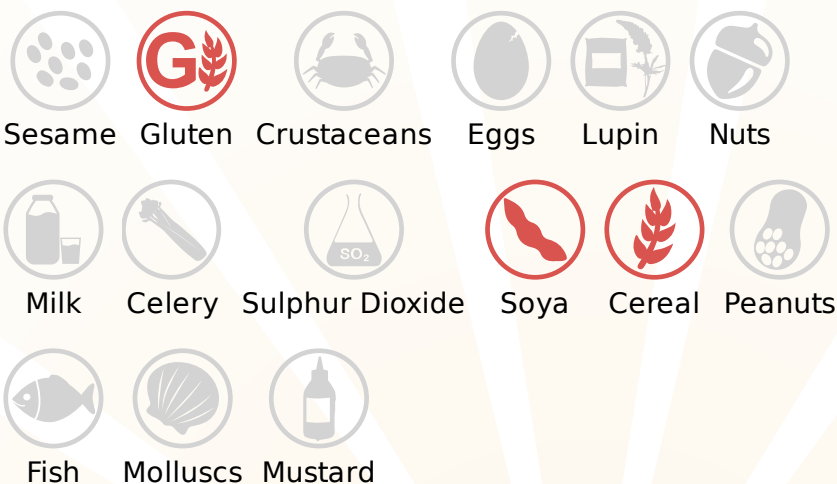 G
Sesame Gluten Crustaceans Eggs Lupin Nuts
SO₂
Milk Celery Sulphur Dioxide Soya Cereal Peanuts
Fish Molluscs Mustard